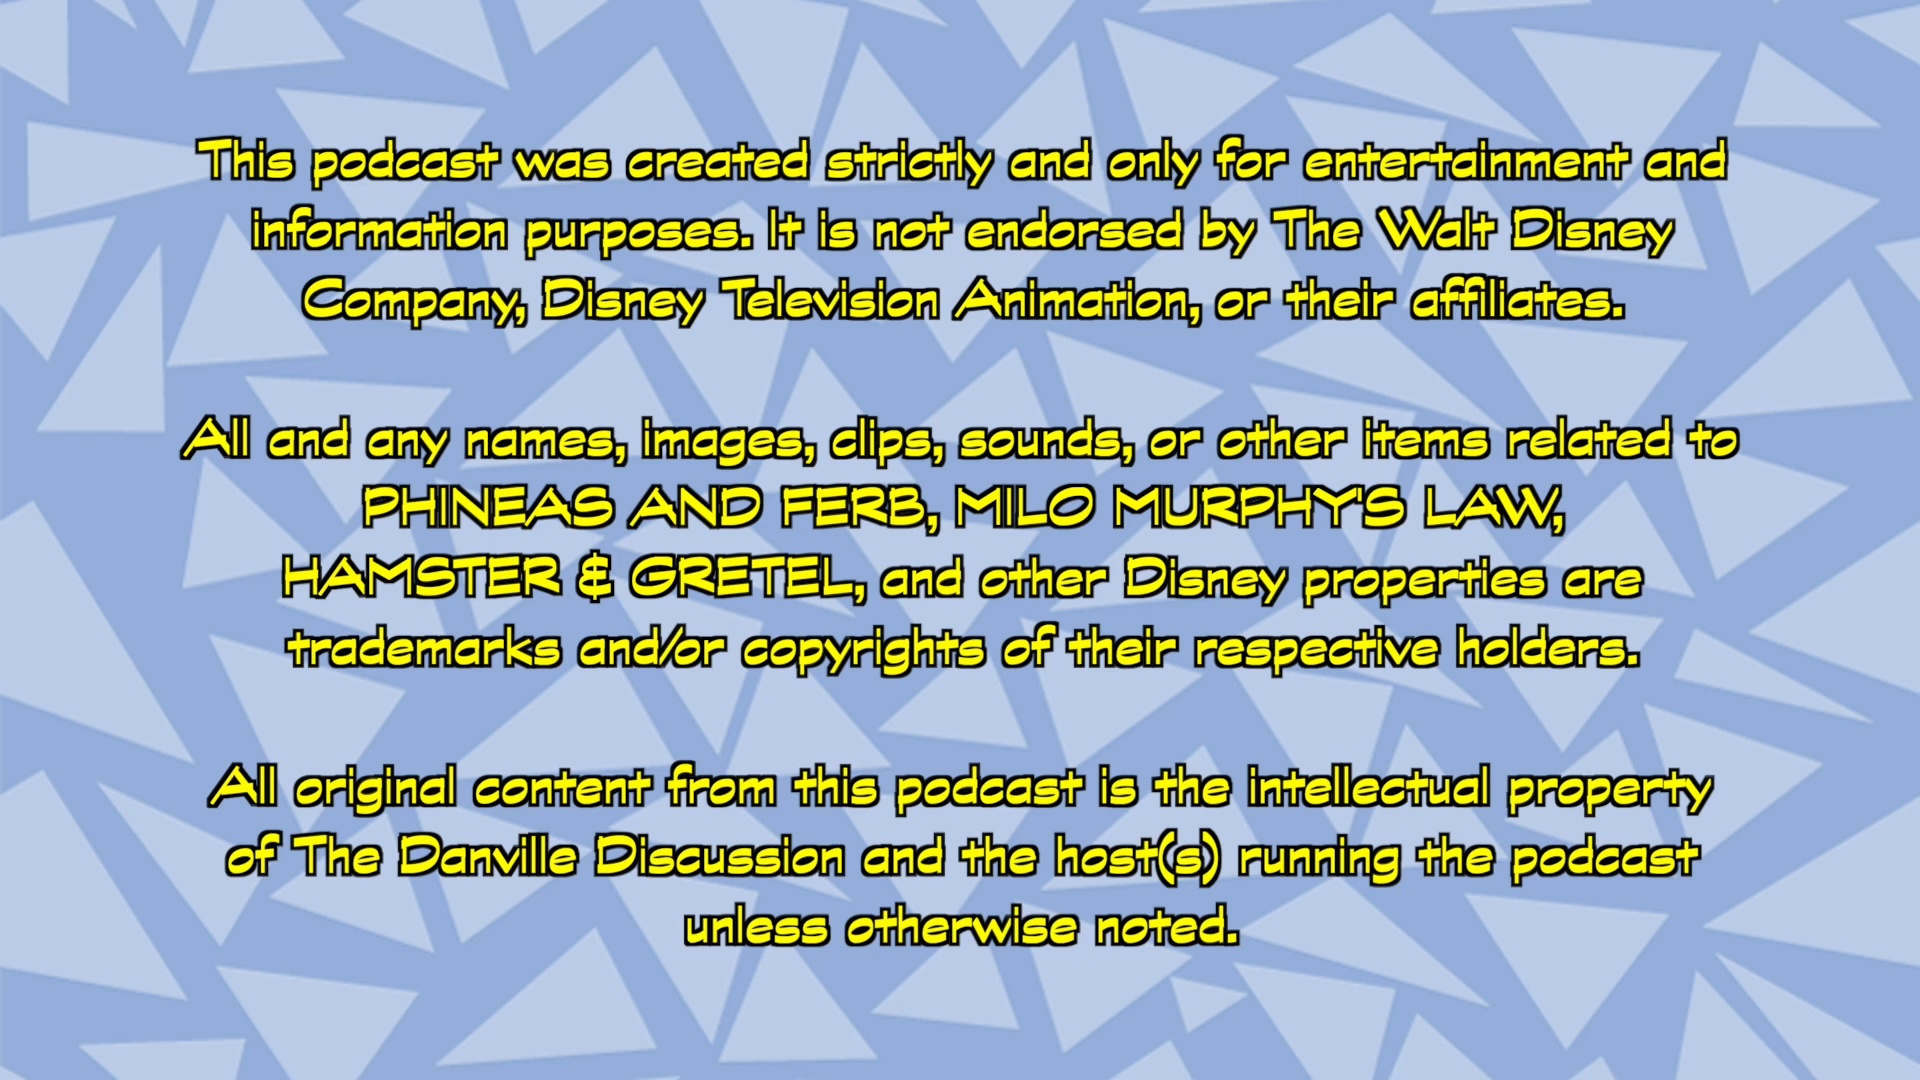 This podcast was created strictly and only for entertainment and
information purposes. It is not endorsed by The Walt Disney
Company, Disney Television Animation, or their affiliates.
All and any names, images, clips, sounds, or other items related to
PHINEAS AND FERB, MILO MURPHY'S LAW,
HAMSTER & GRETEL, and other Disney properties are
trademarks and/or copyrights of their respective holders.
All original content from this podcast is the intellectual property
of The Danville Discussion and the host(s) running the podcast
unless otherwise noted.